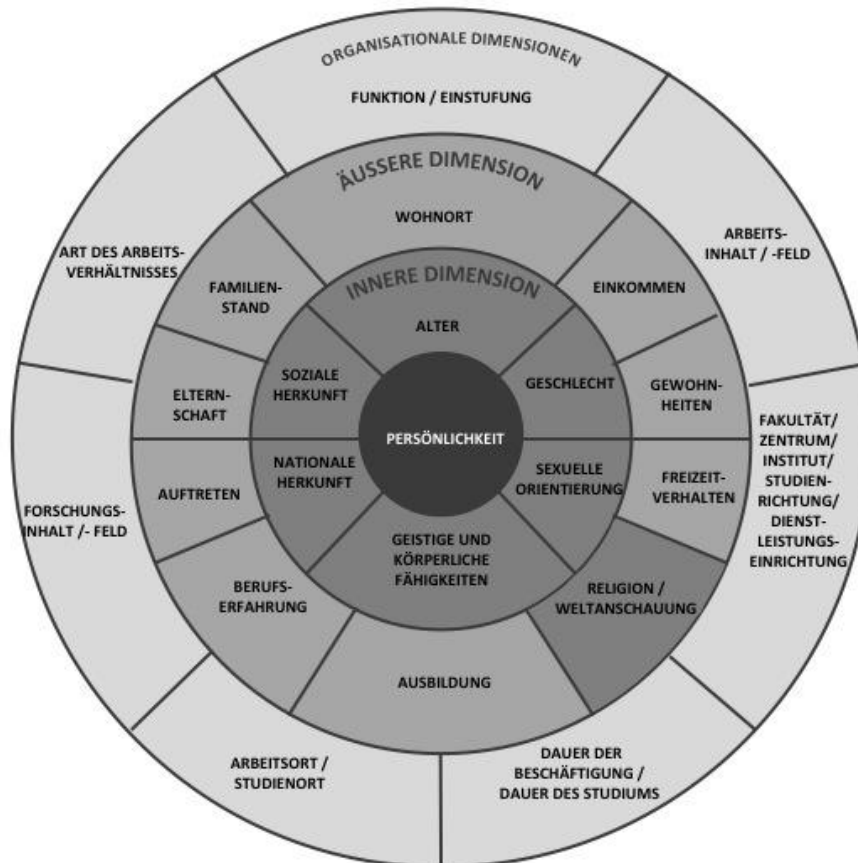 ORGANISATIONALE DIMENSIONEN
FUNKTION / EINSTUFUNG
ÄUSSERE DIMENSION
WOHNORT
ART DES ARBEITS-
VERHÄLTNISSES
ARBEITS-
INHALT / -FELD
FAMILIEN-
STAND
EINKOMMEN
INNERE DIMENSION
ALTER
SOZIALE
HERKUNFT
GESCHLECHT
ELTERN-
SCHAFT
GEWOHN-
HEITEN
PERSÖNLICHKEIT
FAKULTÄT/
ZENTRUM/
INSTITUT/
STUDIEN-
RICHTUNG/
DIENST-
LEISTUNGS-
EINRICHTUNG
NATIONALE
HERKUNFT
SEXUELLE
ORIENTIERUNG
AUFTRETEN
FREIZEIT-
VERHALTEN
FORSCHUNGS-
INHALT /- FELD
GEISTIGE UND
KÖRPERLICHE
FÄHIGKEITEN
BERUFS-
ERFAHRUNG
RELIGION /
WELTANSCHAUUNG
AUSBILDUNG
ARBEITSORT /
STUDIENORT
DAUER DER
BESCHÄFTIGUNG /
DAUER DES STUDIUMS